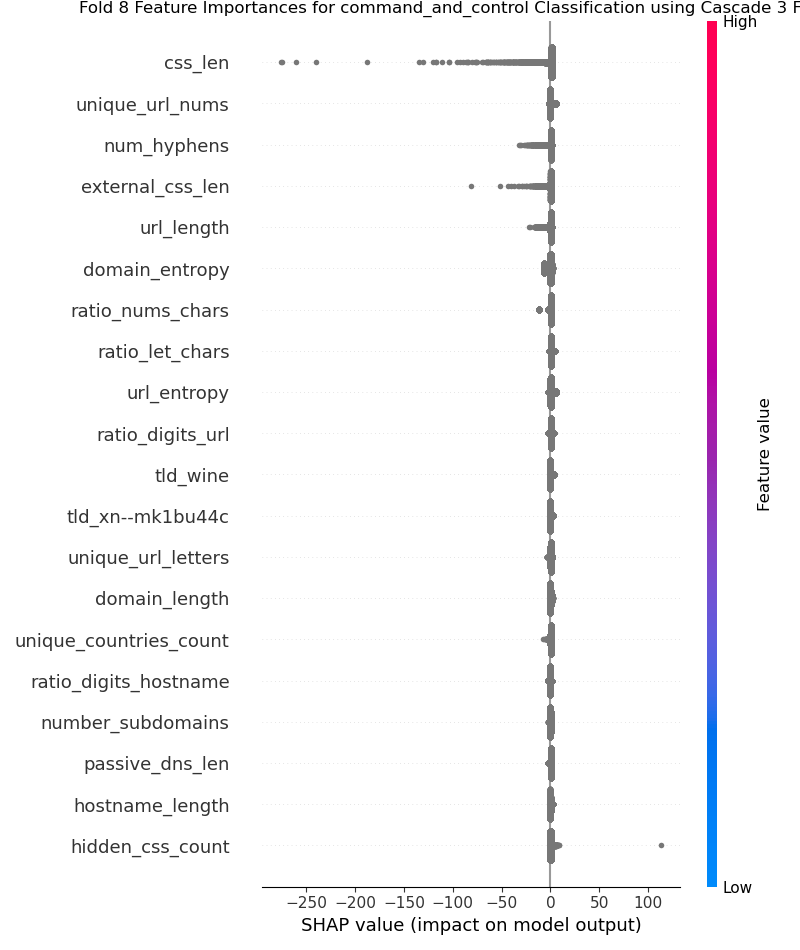 Fold 8 Feature Importances for command_and_control Classification using Cascade 3 F
High
css_len
unique_url_nums
num_hyphens
external_css_len
url_length
domain_entropy
ratio_nums_chars
ratio_let_chars
url_entropy
ratio_digits_url
tld_wine
tld_xn--mk1bu44c
unique_url_letters
domain_length
unique_countries_count
ratio_digits_hostname
number_subdomains
passive_dns_len
hostname_length
hidden_css_count
Feature value
Low
−250 −200 −150 −100 −50 0 50 100
SHAP value (impact on model output)